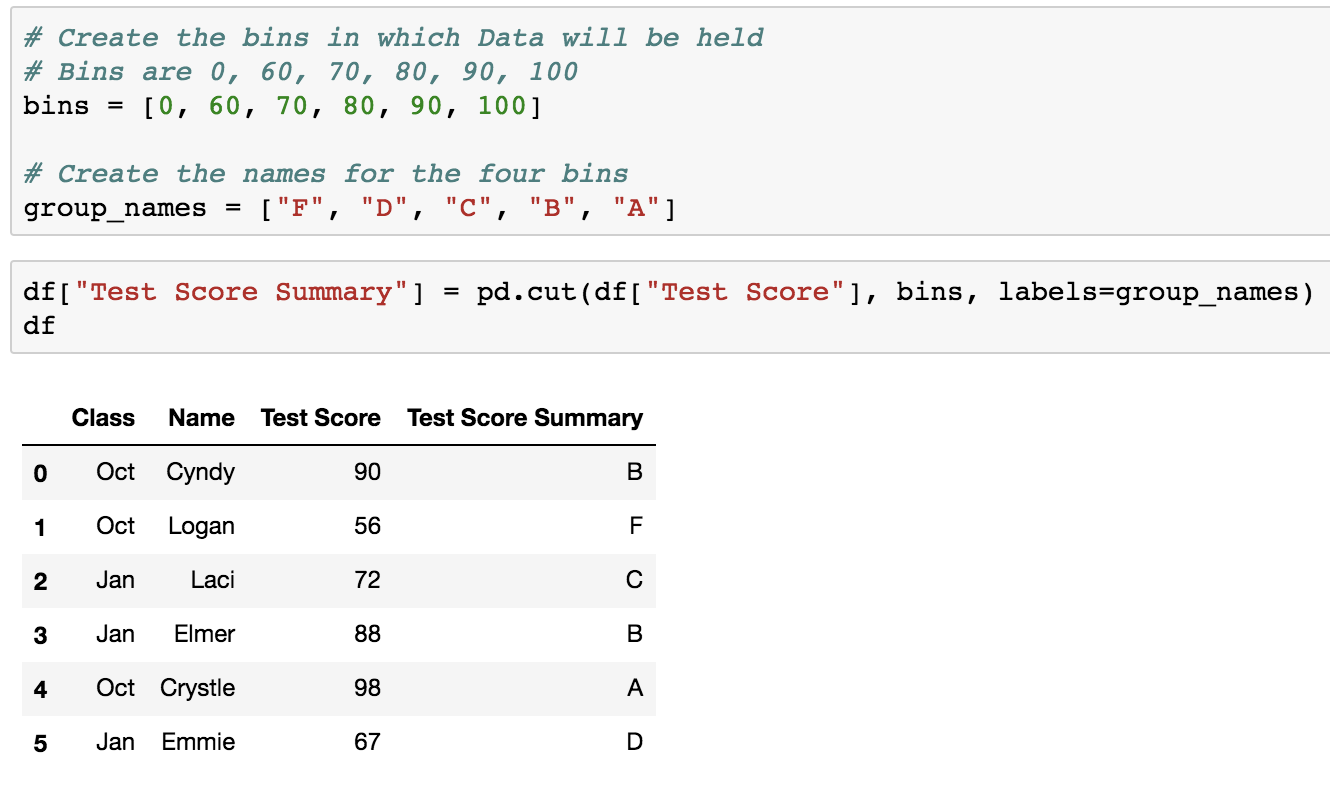 # Create the bins in which Data will be held
# Bins are 0, 60, 70, 80, 90, 100
bins = [0, 60, 70, 80, 90, 100]
# Create the names for the four bins
group_names = ["F", "D", "C", "B", "A"]
df["Test Score Summary"] = pd.cut(df["Test Score"], bins, labels=group_names)
df
Class Name Test Score Test Score Summary
0 Oct Cyndy 90 B
1 Oct Logan 56 F
2 Jan Laci 72 C
3 Jan Elmer 88 B
4 Oct Crystle 98 A
5 Jan Emmie 67 D